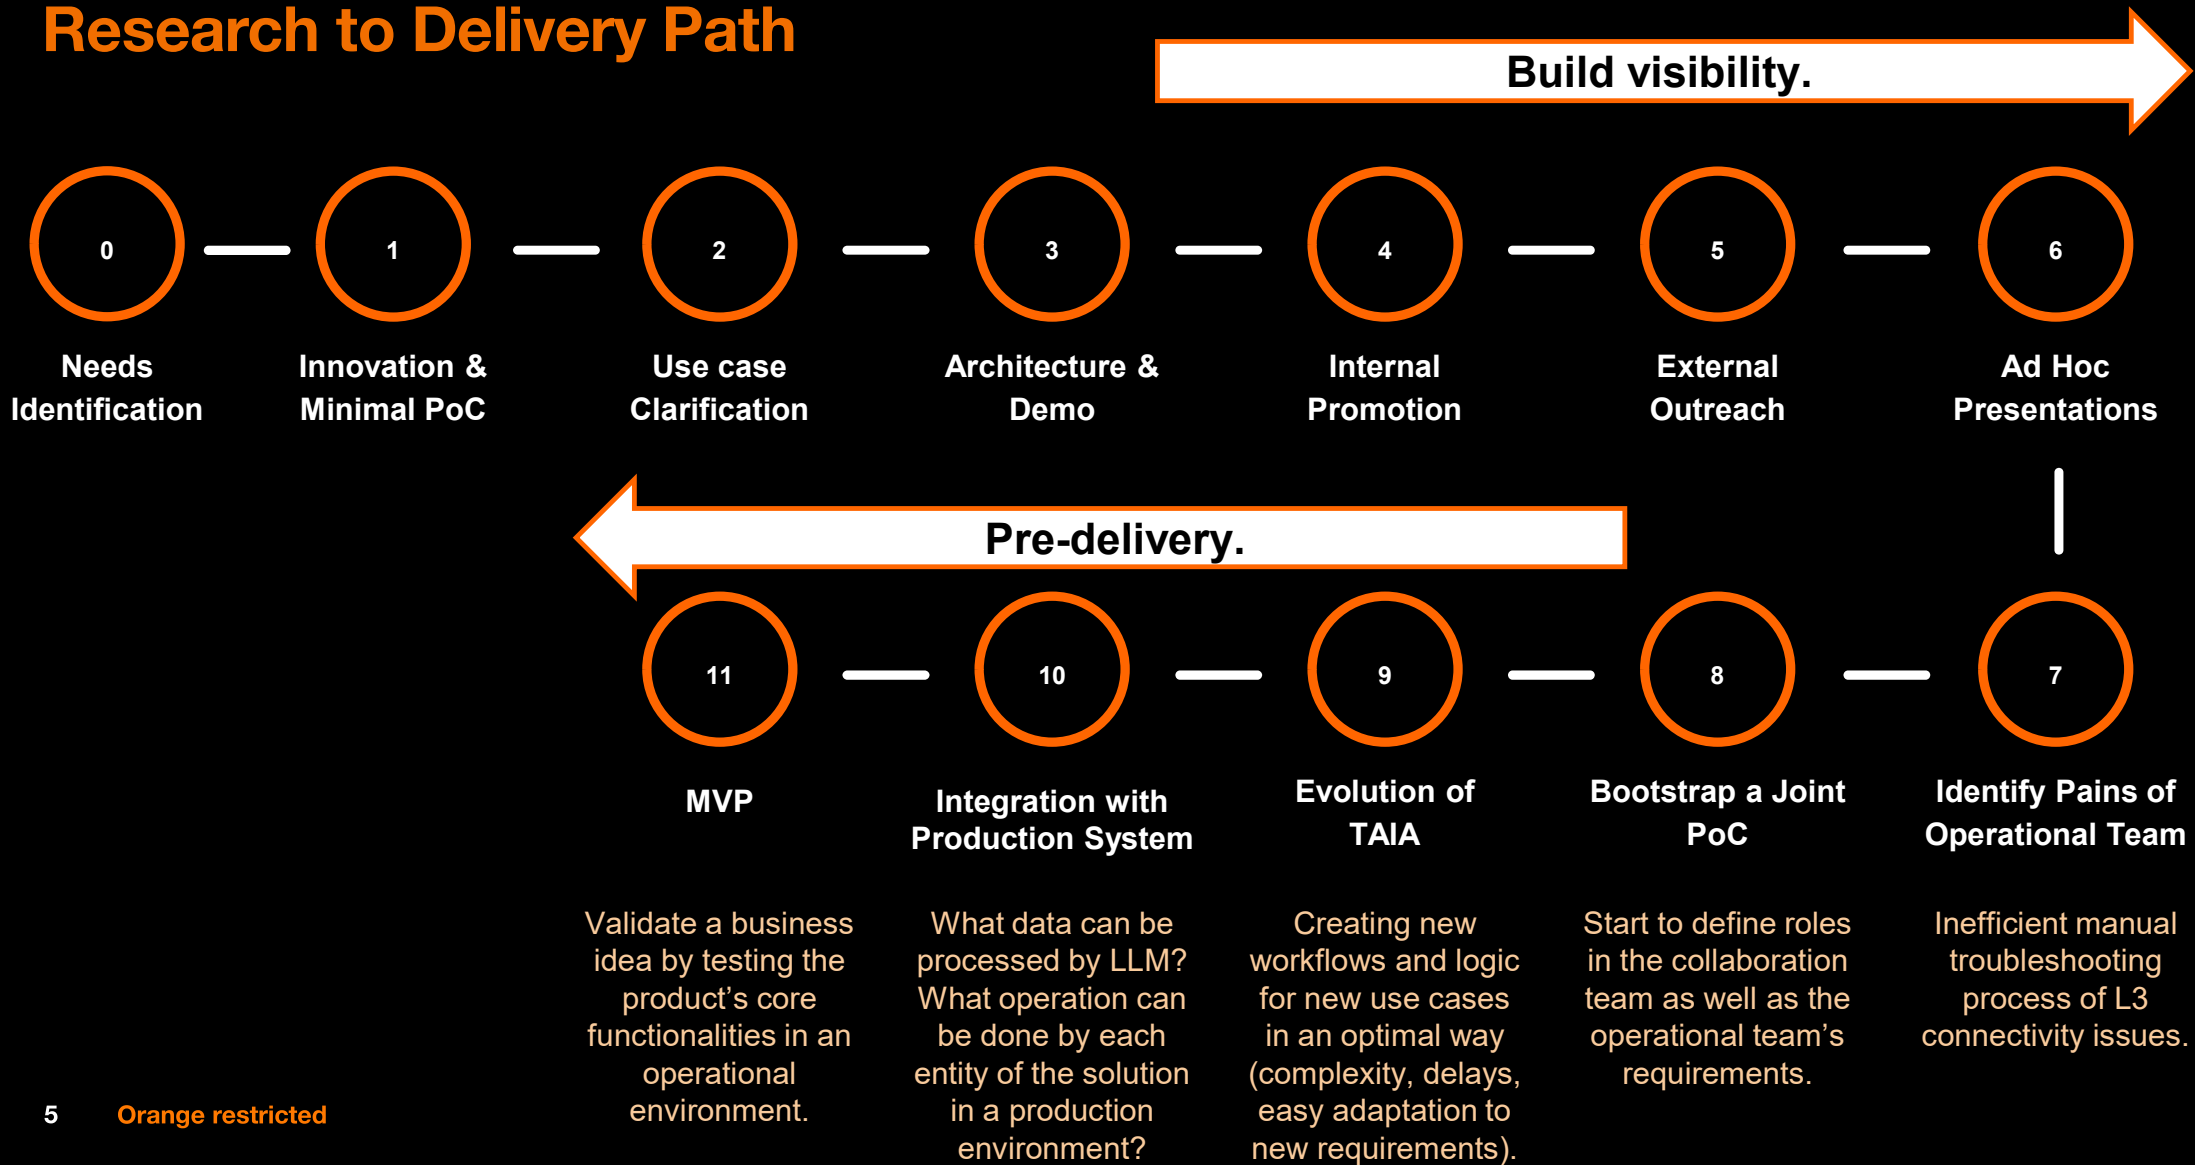 Research to Delivery Path
Build visibility.
0
1
2
3
4
5
6
Needs
Identification
Innovation &
Minimal PoC
Use case
Clarification
Architecture &
Demo
Internal
Promotion
External
Outreach
Ad Hoc
Presentations
Pre-delivery.
11
10
9
8
7
MVP
Integration with
Production System
Evolution of
TAIA
Bootstrap a Joint
PoC
Identify Pains of
Operational Team
Validate a business
idea by testing the
product’s core
functionalities in an
operational
environment.
What data can be
processed by LLM?
What operation can
be done by each
entity of the solution
in a production
environment?
Creating new
workflows and logic
for new use cases
in an optimal way
(complexity, delays,
easy adaptation to
new requirements).
Start to define roles
in the collaboration
team as well as the
operational team’s
requirements.
Inefficient manual
troubleshooting
process of L3
connectivity issues.
5 Orange restricted